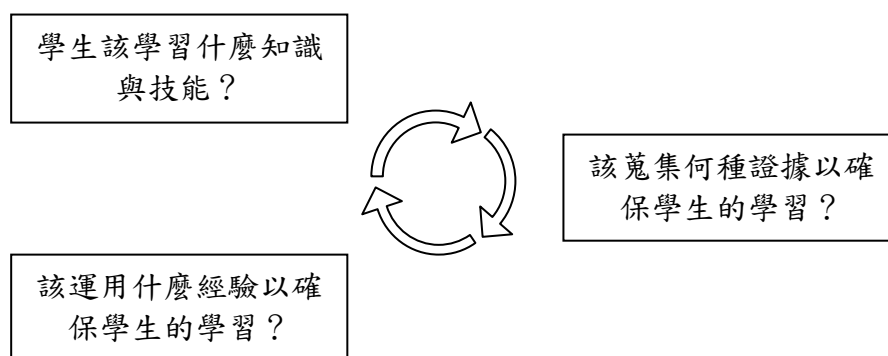 學生該學習什麼知識
與技能？
該蒐集何種證據以確
保學生的學習？
該運用什麼經驗以確
保學生的學習？